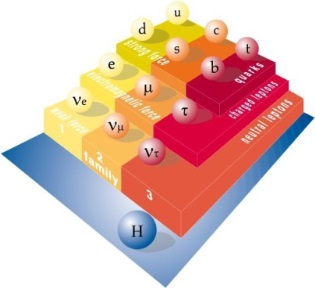 u
d
c
strong force
s
t
e
b
quarks
electromagnetic force
μ
charged leptons
νe
τ
weak force
νμ
neutral leptons
1
2
family
ντ
3
H